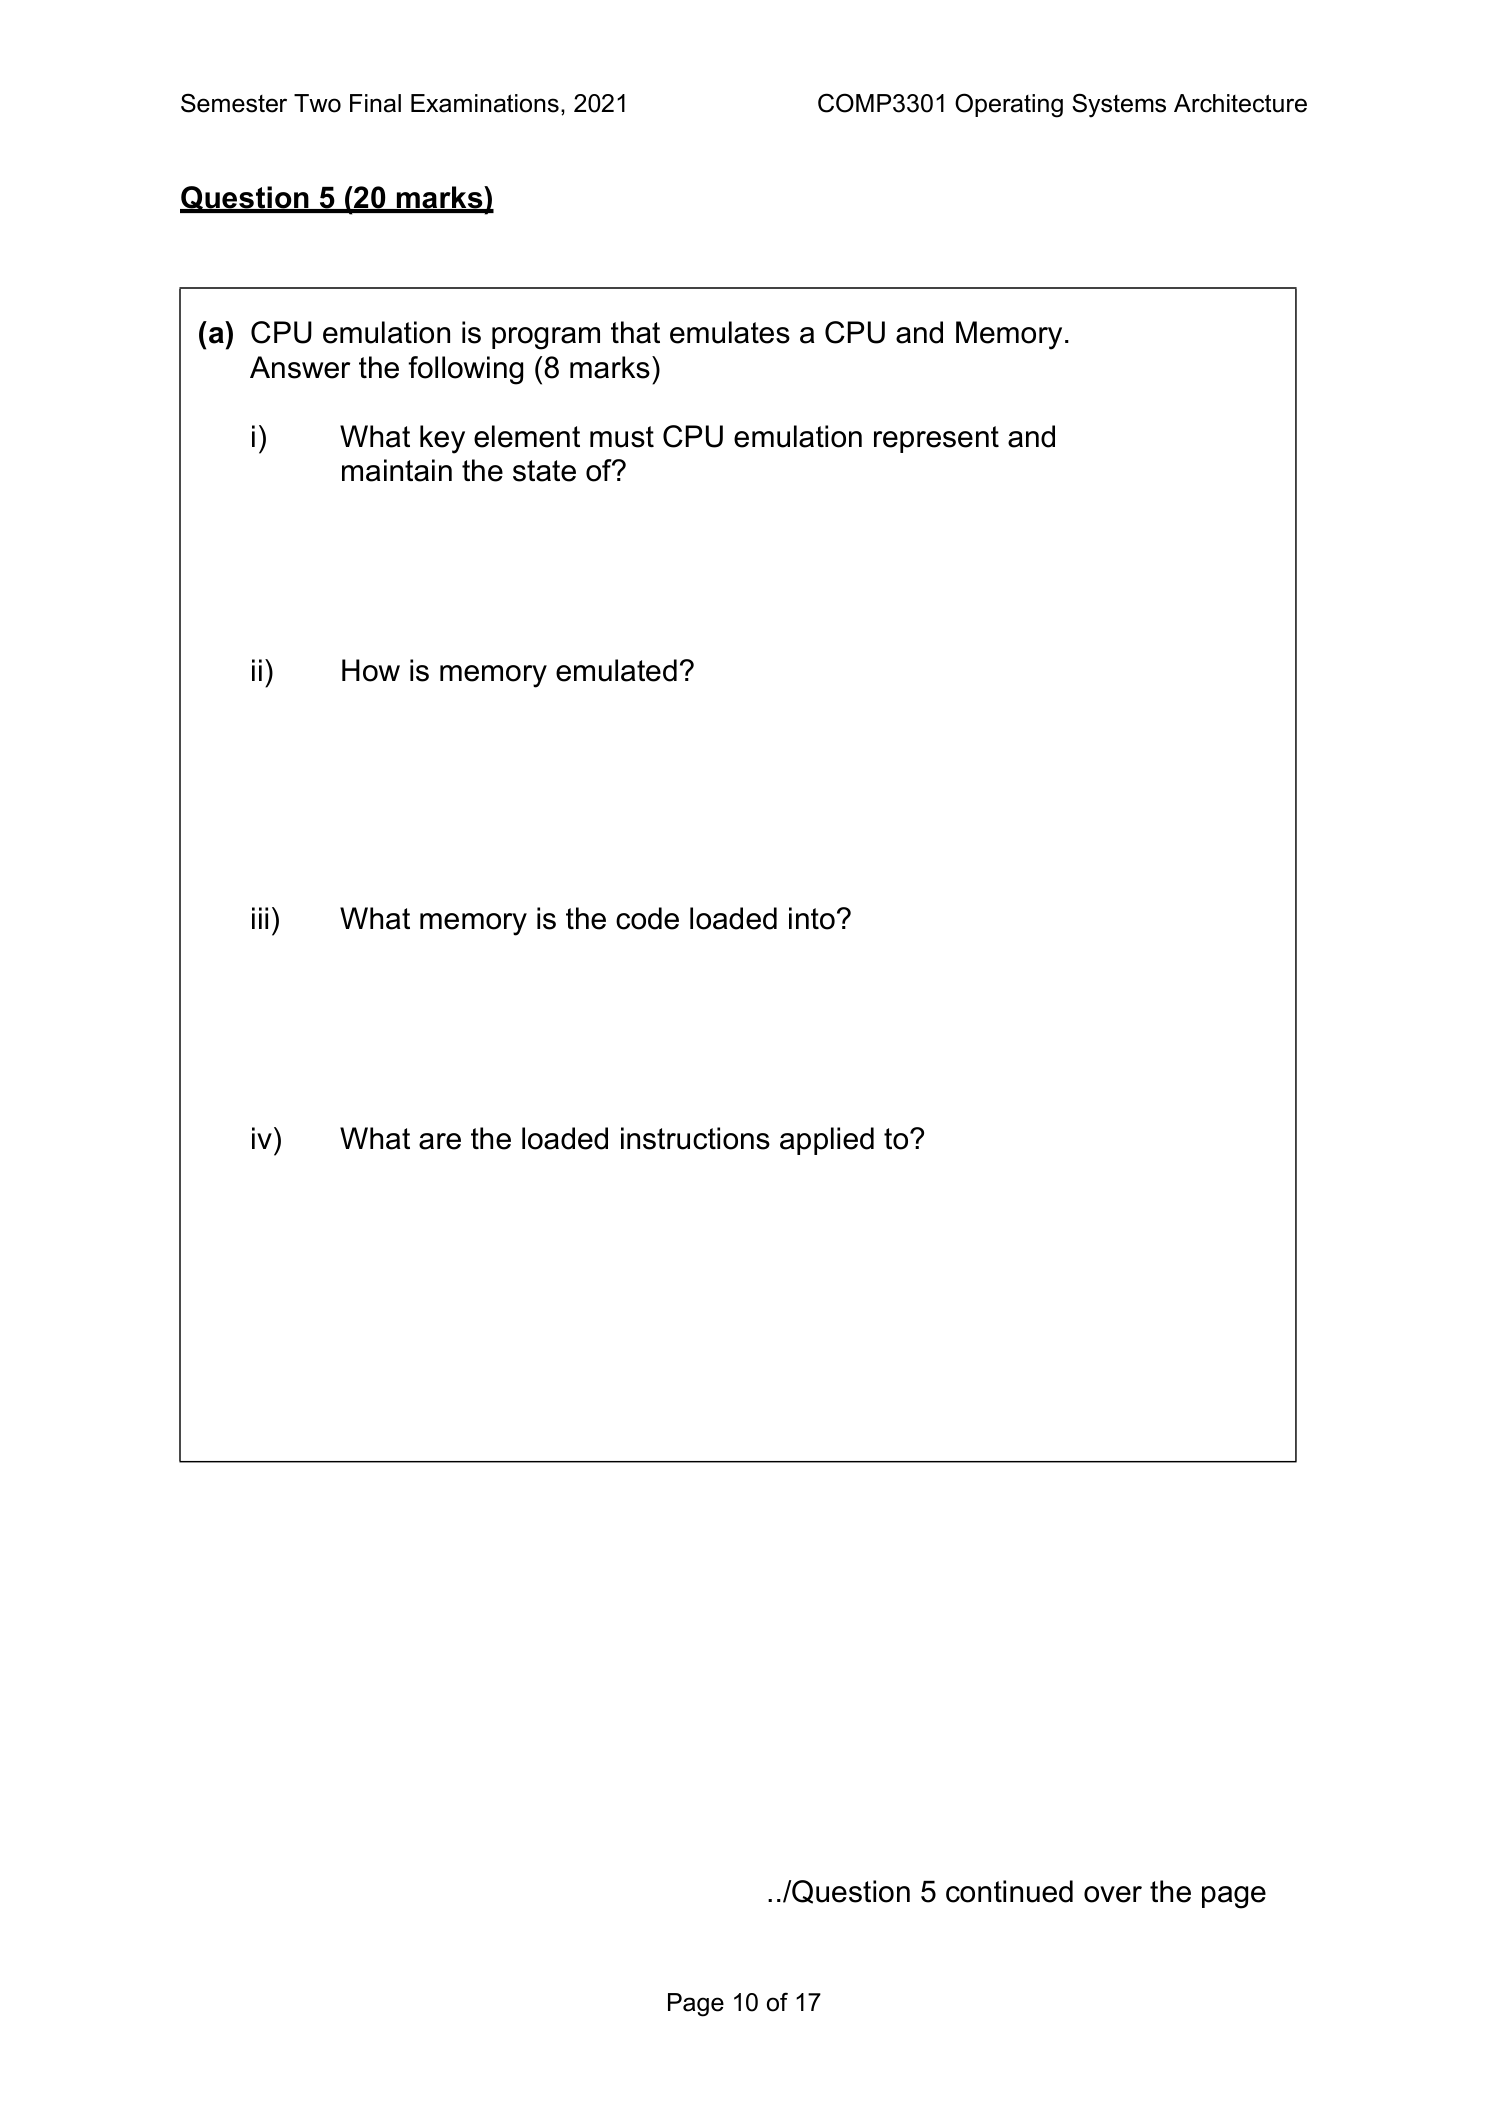 Semester Two Final Examinations, 2021 COMP3301 Operating Systems Architecture
Question 5 (20 marks)
(a) CPU emulation is program that emulates a CPU and Memory.
Answer the following (8 marks)
i) What key element must CPU emulation represent and
maintain the state of?
ii) How is memory emulated?
iii) What memory is the code loaded into?
iv) What are the loaded instructions applied to?
../Question 5 continued over the page
Page 10 of 17